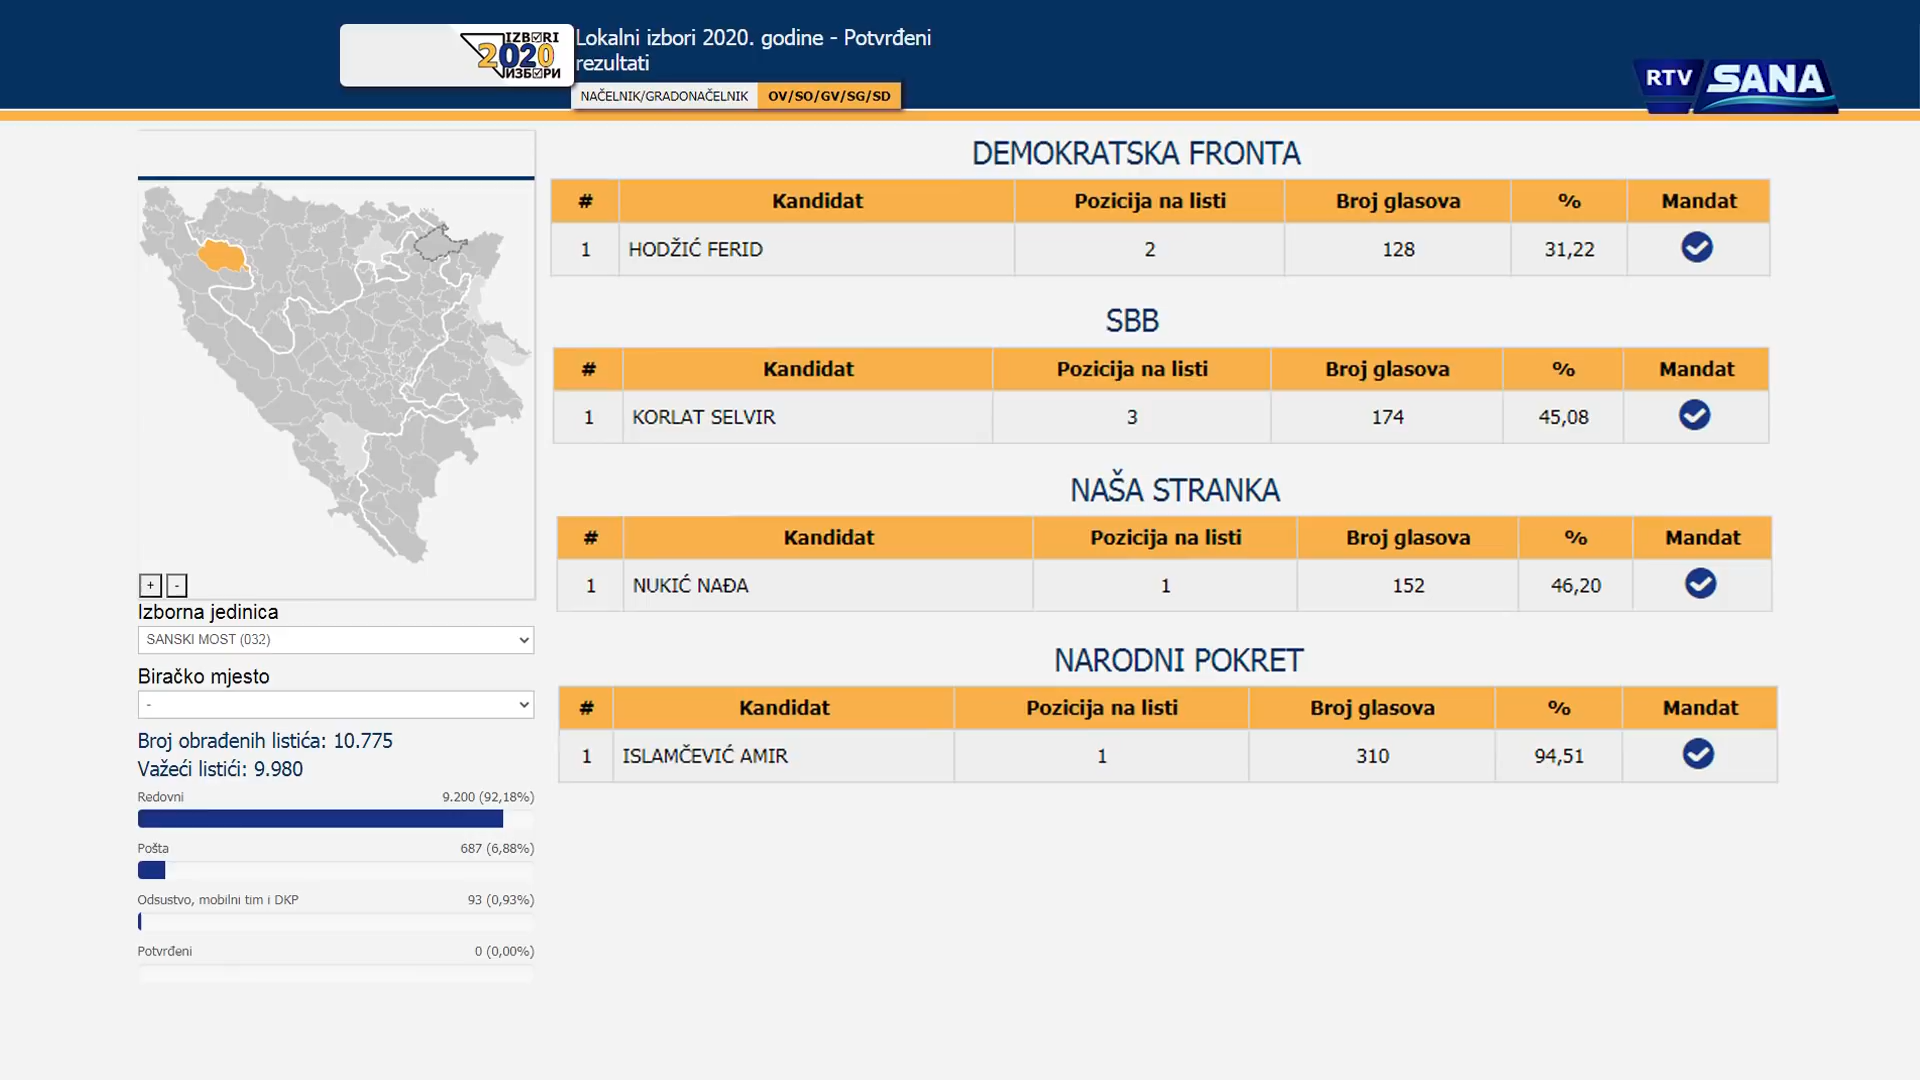 IZBORI
2020
ИЗБОРИ
Lokalni izbori 2020. godine - Potvrđeni
rezultati
NAČELNIK/GRADONAČELNIK OV/SO/GV/SG/SD
RTV SANA
+ -
Izborna jedinica
SANSKI MOST (032)
Biračko mjesto
-
Broj obrađenih listića: 10.775
Važeći listići: 9.980
Redovni 9.200 (92,18%)
Pošta 687 (6,88%)
Odsustvo, mobilni tim i DKP 93 (0,93%)
Potvrđeni 0 (0,00%)
DEMOKRATSKA FRONTA
# Kandidat Pozicija na listi Broj glasova % Mandat
1 HODŽIĆ FERID 2 128 31,22
SBB
# Kandidat Pozicija na listi Broj glasova % Mandat
1 KORLAT SELVIR 3 174 45,08
NAŠA STRANKA
# Kandidat Pozicija na listi Broj glasova % Mandat
1 NUKIĆ NAĐA 1 152 46,20
NARODNI POKRET
# Kandidat Pozicija na listi Broj glasova % Mandat
1 ISLAMČEVIĆ AMIR 1 310 94,51